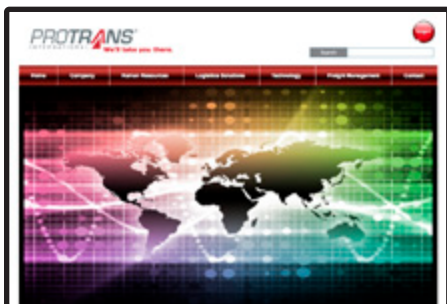 PROTRANS
INTERNATIONAL We'll take you there.
Search
Home Company Human Resources Logistics Solutions Technology Freight Management Contact